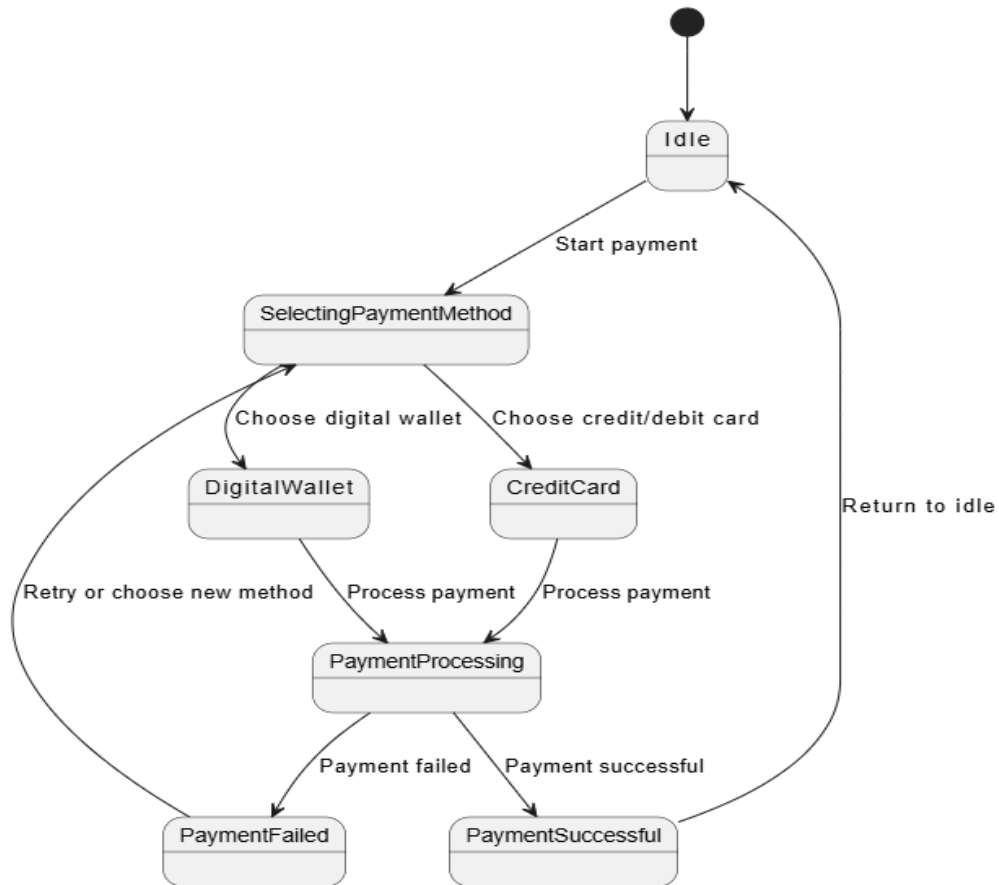 Idle
Start payment
SelectingPaymentMethod
Choose digital wallet
Choose credit/debit card
DigitalWallet
CreditCard
Return to idle
Retry or choose new method
Process payment
Process payment
PaymentProcessing
Payment failed
Payment successful
PaymentFailed
PaymentSuccessful